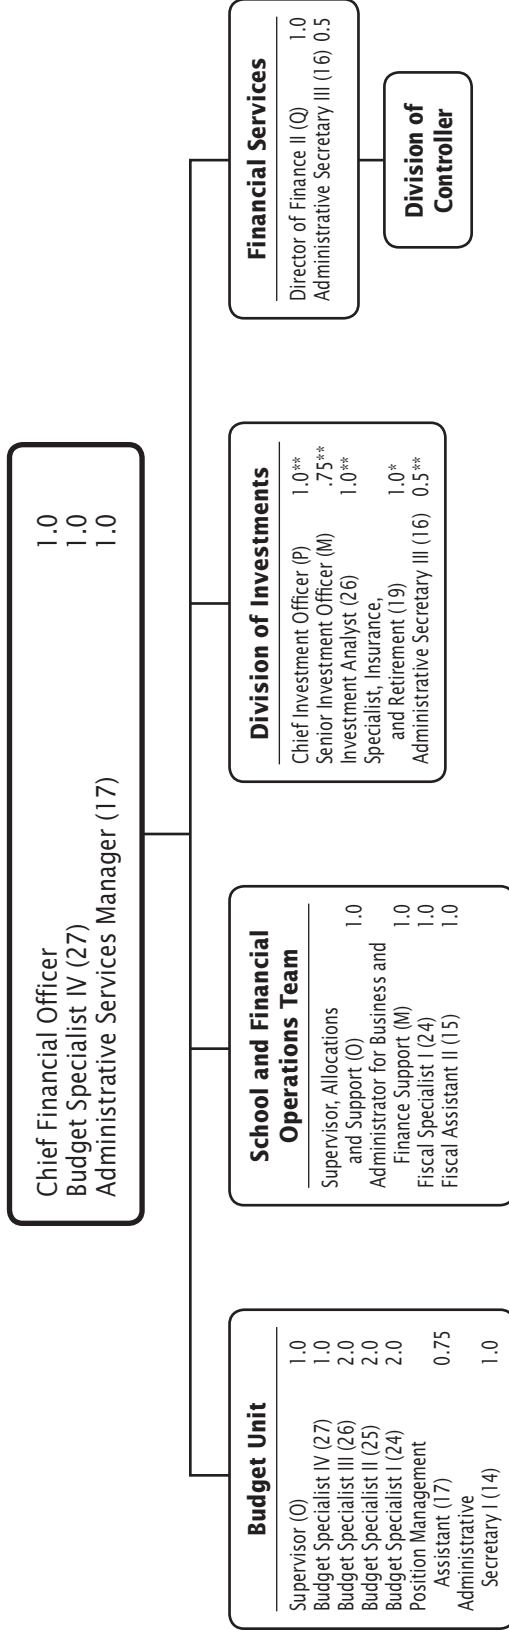 Chief Financial Officer 1.0
Budget Specialist IV (27) 1.0
Administrative Services Manager (17) 1.0
Budget Unit
Supervisor (O) 1.0
Budget Specialist IV (27) 1.0
Budget Specialist III (26) 2.0
Budget Specialist II (25) 2.0
Budget Specialist I (24) 2.0
Position Management
Assistant (17) 0.75
Administrative
Secretary I (14) 1.0
School and Financial
Operations Team
Supervisor, Allocations
and Support (O) 1.0
Administrator for Business and
Finance Support (M) 1.0
Fiscal Specialist I (24) 1.0
Fiscal Assistant II (15) 1.0
Division of Investments
Chief Investment Officer (P) 1.0**
Senior Investment Officer (M) .75**
Investment Analyst (26) 1.0**
Specialist, Insurance,
and Retirement (19) 1.0*
Administrative Secretary III (16) 0.5**
Financial Services
Director of Finance II (Q) 1.0
Administrative Secretary III (16) 0.5
Division of
Controller